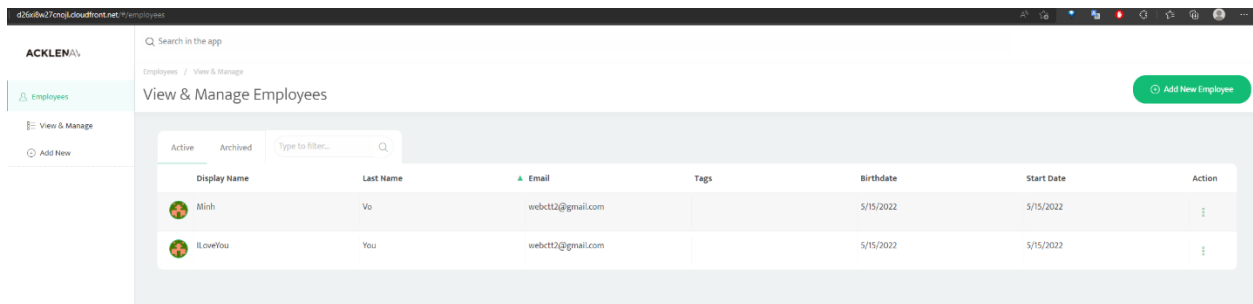 d26xi8w27cnojl.cloudfront.net/#/employees
ACKLENAV
Search in the app
Employees / View & Manage
View & Manage Employees
Add New Employee
Employees
View & Manage
Add New
Active Archived Type to filter...
Display Name Last Name Email Tags Birthdate Start Date Action
Minh Vo webctt2@gmail.com 5/15/2022 5/15/2022
ILoveYou You webctt2@gmail.com 5/15/2022 5/15/2022